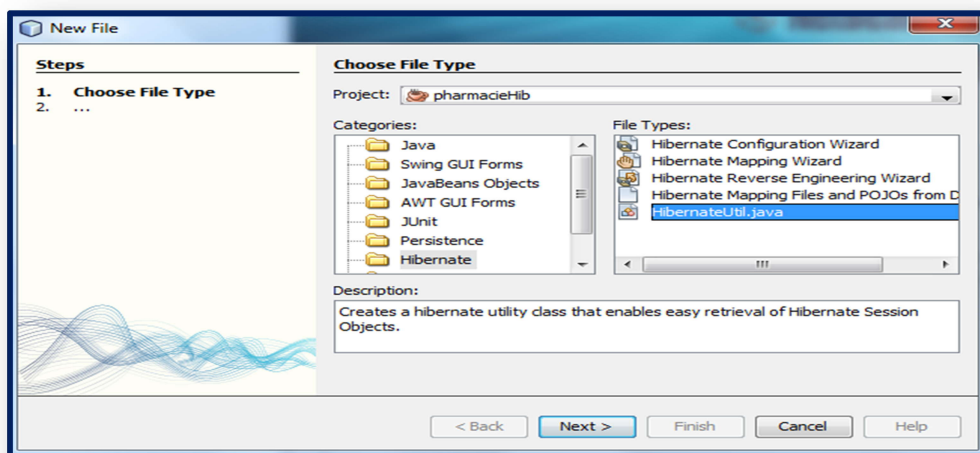 New File
Steps
1. Choose File Type
2. ...
Choose File Type
Project: pharmacieHib
Categories:
Java
Swing GUI Forms
JavaBeans Objects
AWT GUI Forms
JUnit
Persistence
Hibernate
File Types:
Hibernate Configuration Wizard
Hibernate Mapping Wizard
Hibernate Reverse Engineering Wizard
Hibernate Mapping Files and POJOs from D
HibernateUtil.java
Description:
Creates a hibernate utility class that enables easy retrieval of Hibernate Session
Objects.
< Back Next > Finish Cancel Help